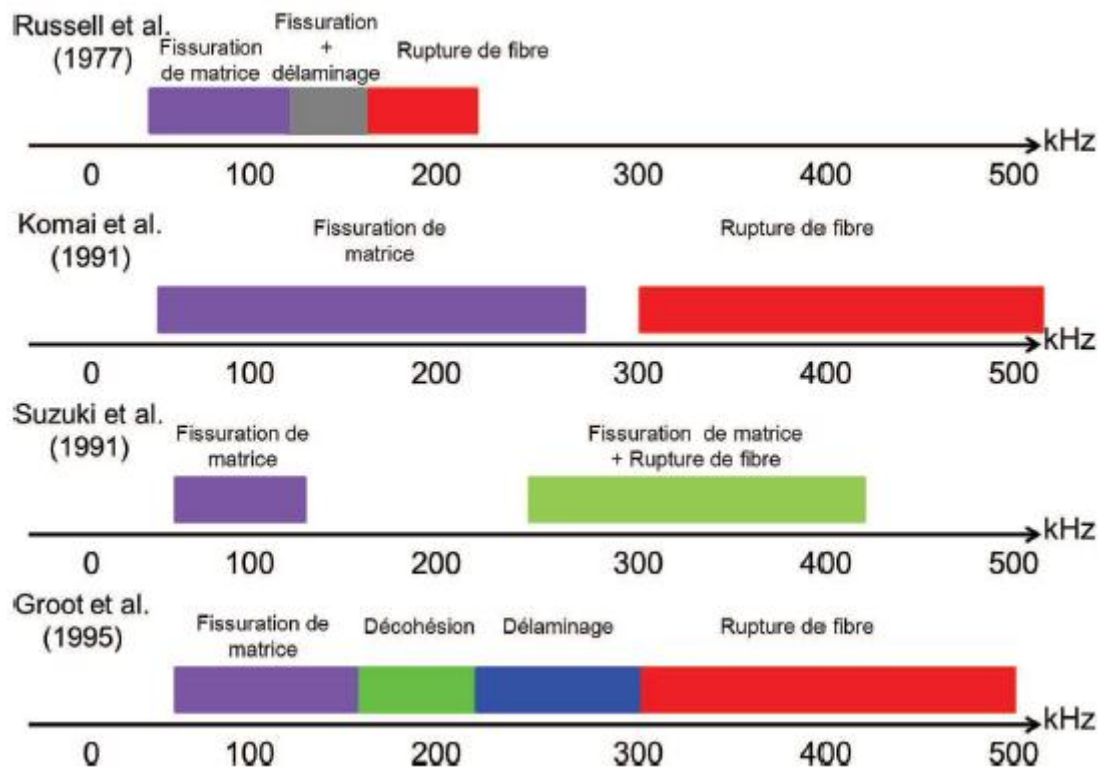 Russell et al.
(1977)
Fissuration
de matrice
Fissuration
+
délaminage
Rupture de fibre
kHz
0 100 200 300 400 500
Komai et al.
(1991)
Fissuration de
matrice
Rupture de fibre
kHz
0 100 200 300 400 500
Suzuki et al.
(1991)
Fissuration de
matrice
Fissuration de matrice
+ Rupture de fibre
kHz
0 100 200 300 400 500
Groot et al.
(1995)
Fissuration de
matrice
Décohésion
Délaminage
Rupture de fibre
kHz
0 100 200 300 400 500